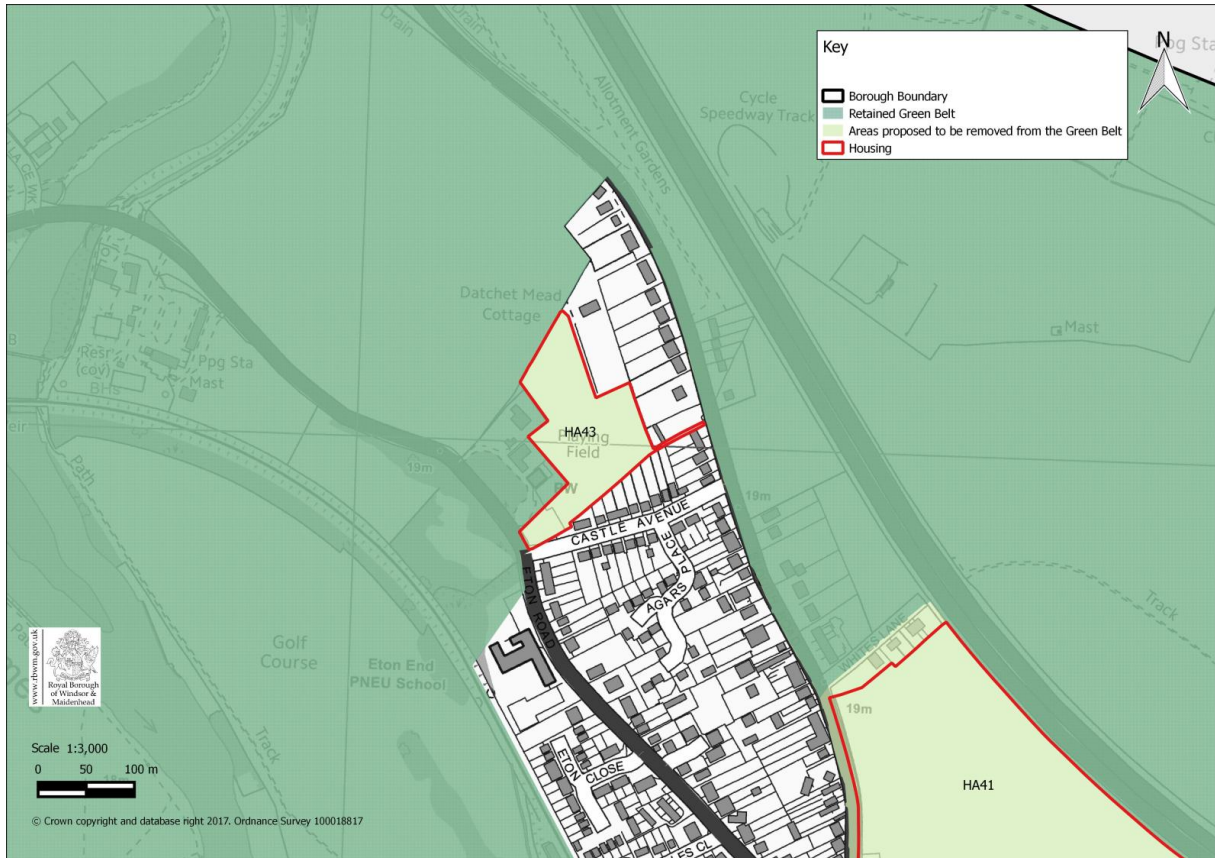 Key
Borough Boundary
Retained Green Belt
Areas proposed to be removed from the Green Belt
Housing
N
Ppg Sta
Drain
Drain
Allotment Gardens
Cycle
Speedway Track
Mast
Datchet Mead
Cottage
Resr
(cov)
BHs
Ppg Sta
Mast
Path
19m
HA43
Playing
Field
CASTLE AVENUE
AGARS PLACE
ETON ROAD
19m
Track
WHITES LANE
19m
HA41
Golf
Course
Eton End
PNEU School
Track
ETON CLOSE
www.rbwm.gov.uk
Royal Borough
of Windsor &
Maidenhead
Scale 1:3,000
0 50 100 m
© Crown copyright and database right 2017. Ordnance Survey 100018817